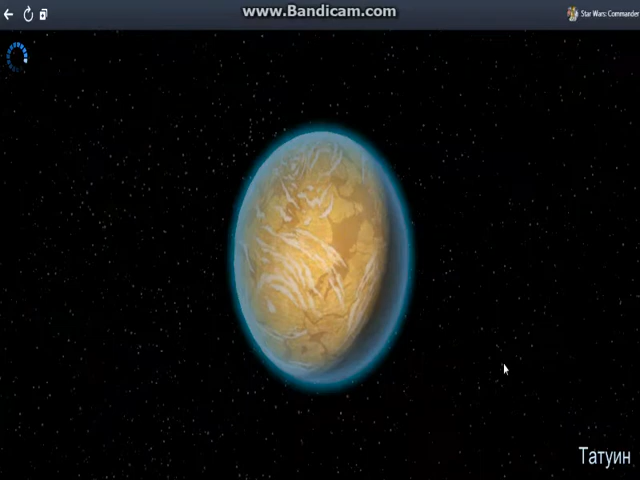 www.Bandicam.com
Star Wars: Commander
Татуин